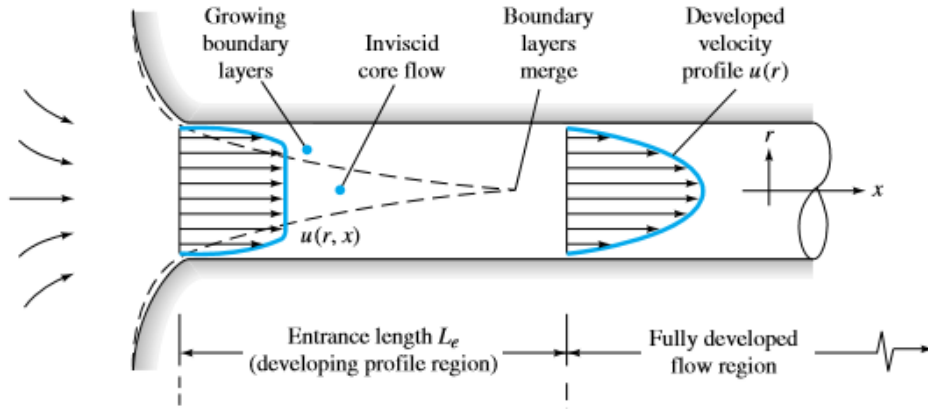 Growing
boundary
layers
Inviscid
core flow
Boundary
layers
merge
Developed
velocity
profile u(r)
r
x
u(r, x)
Entrance length Le
(developing profile region)
Fully developed
flow region